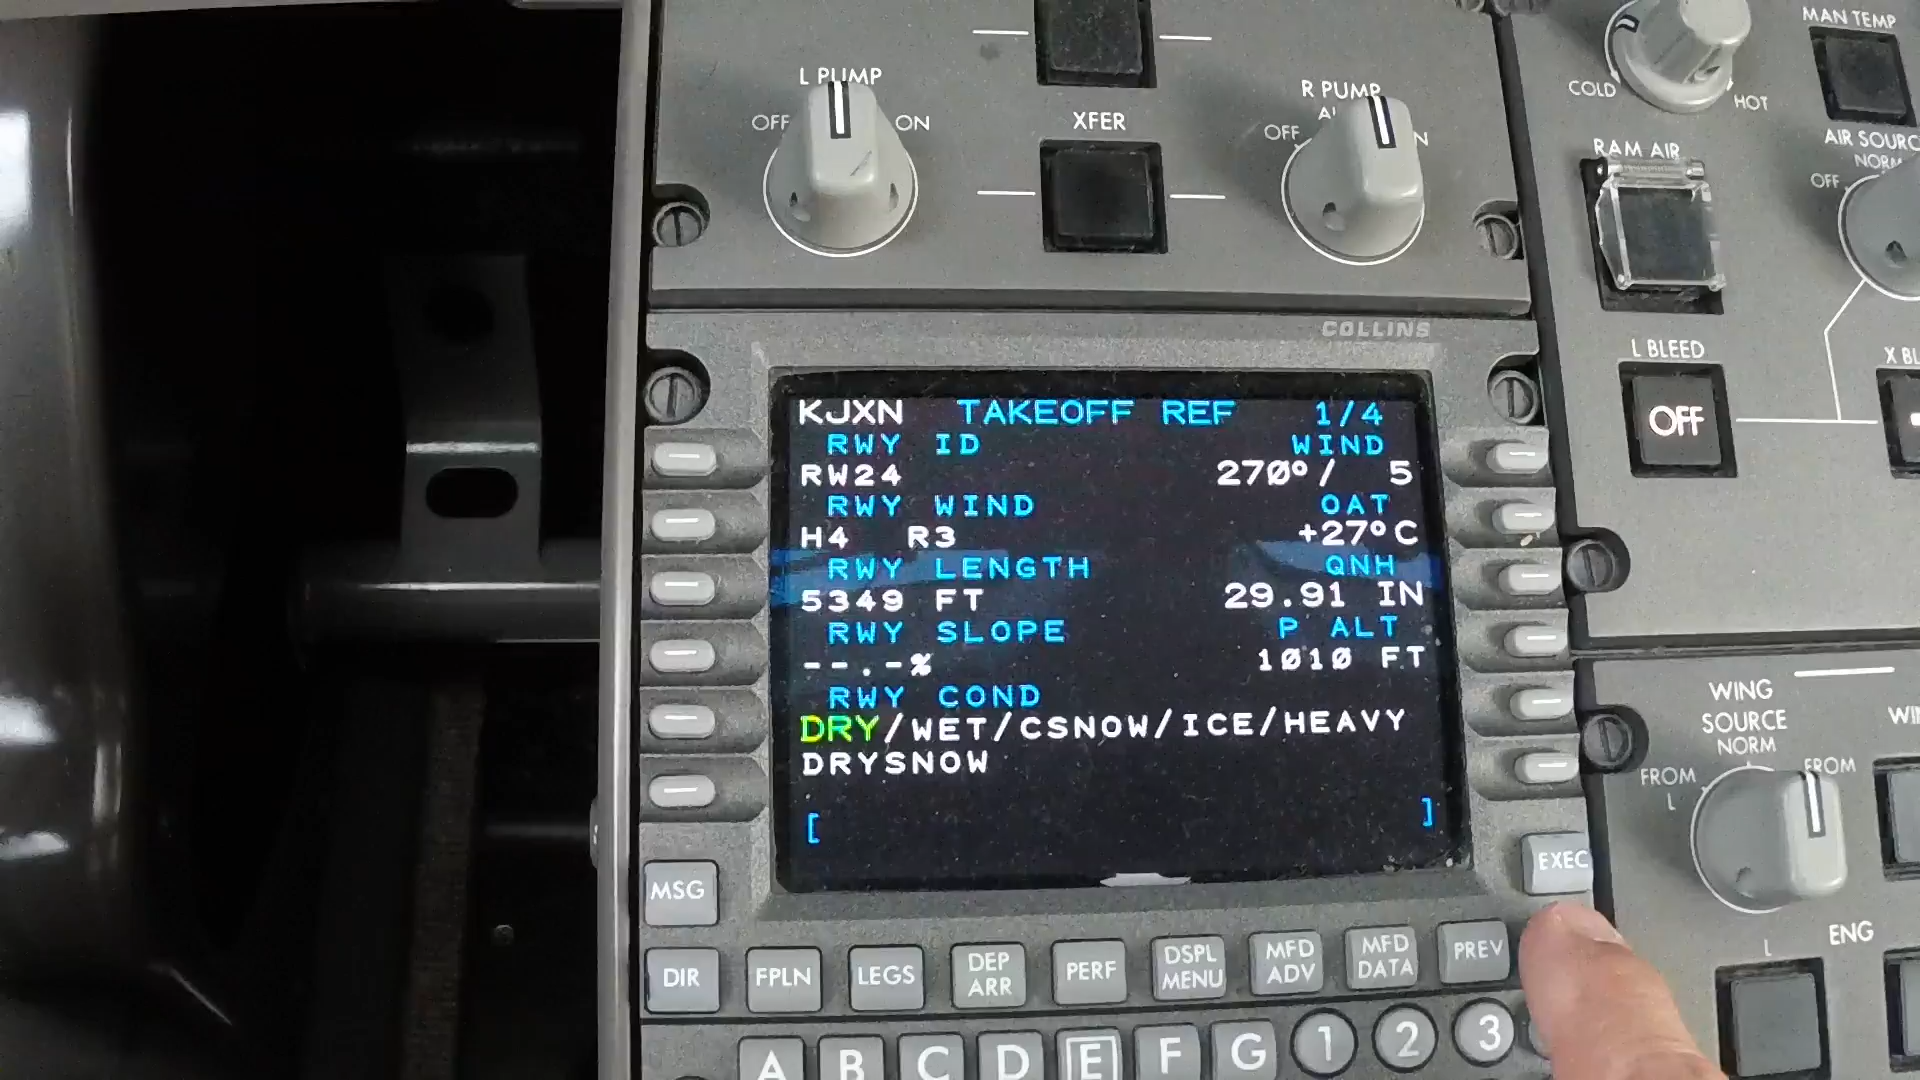 L PUMP
OFF
ON
XFER
R PUMP
OFF
COLD
HOT
MAN TEMP
RAM AIR
NORM
OFF
L BLEED
OFF
COLLINS
KJXN TAKEOFF REF 1/4
RWY ID WIND
RW24 270°/ 5
RWY WIND OAT
H4 R3 +27°C
RWY LENGTH QNH
5349 FT 29.91 IN
RWY SLOPE P ALT
--.-% 1010 FT
RWY COND
DRY/WET/CSNOW/ICE/HEAVY
DRYSNOW
[ ]
WING
SOURCE
NORM
FROM
L
FROM
L
ENG
MSG
EXEC
DIR
FPLN
LEGS
DEP
ARR
PERF
DSPL
MENU
MFD
ADV
MFD
DATA
PREV
A B C D E F G 1 2 3